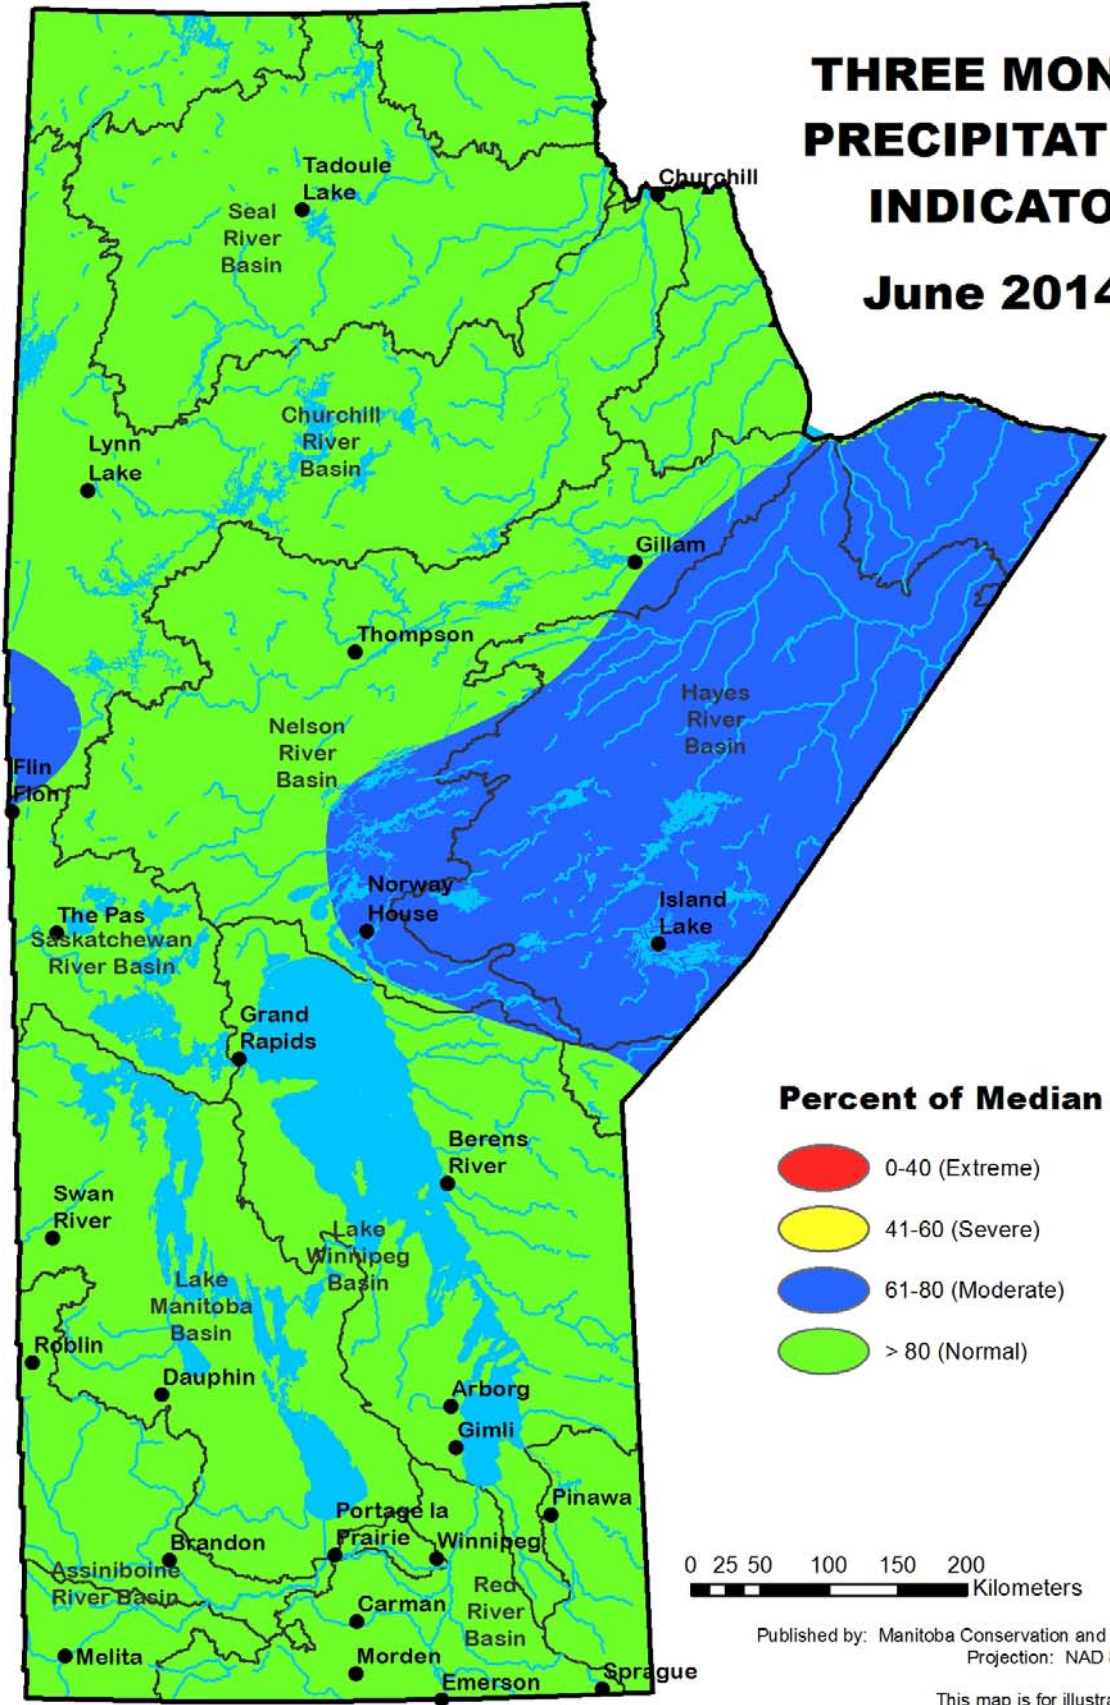 THREE MON
PRECIPITAT
INDICATO
June 2014
Tadoule
Lake
Churchill
Seal
River
Basin
Churchill
River
Basin
Lynn
Lake
Gillam
Thompson
Hayes
River
Basin
Nelson
River
Basin
Flin
Flon
Norway
House
Island
Lake
The Pas
Saskatchewan
River Basin
Grand
Rapids
Berens
River
Swan
River
Lake
Winnipeg
Basin
Lake
Manitoba
Basin
Roblin
Dauphin
Arborg
Gimli
Pinawa
Portage la
Prairie
Winnipeg
Brandon
Assiniboine
River Basin
Red
River
Basin
Carman
Melita
Morden
Emerson
Sprague
Percent of Median
0-40 (Extreme)
41-60 (Severe)
61-80 (Moderate)
> 80 (Normal)
0 25 50 100 150 200
Kilometers
Published by: Manitoba Conservation and
Projection: NAD
This map is for illustra